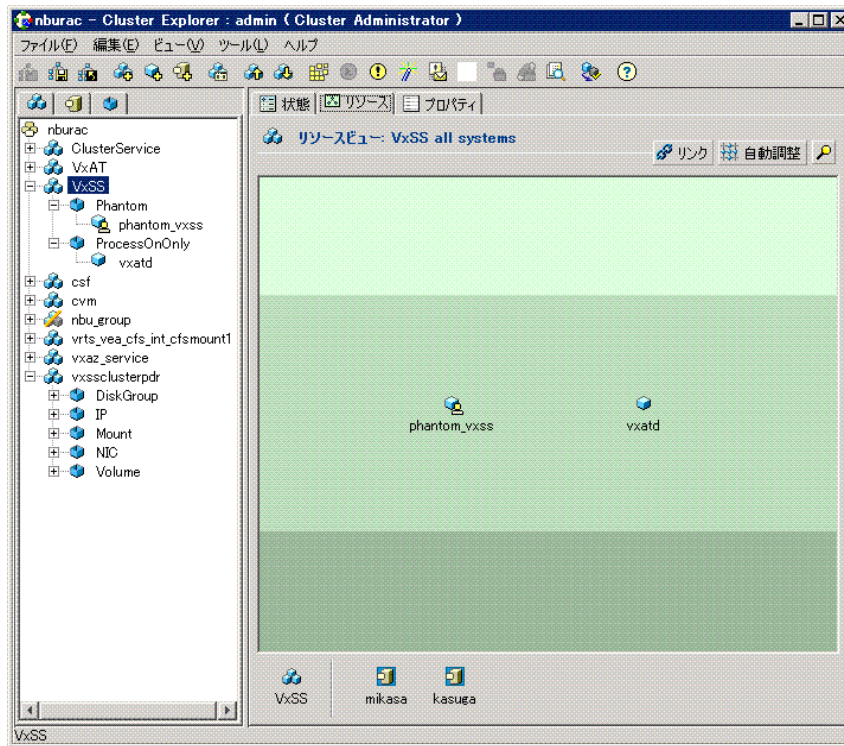 nburac - Cluster Explorer : admin ( Cluster Administrator )
ファイル(F) 編集(E) ビュー(V) ツール(L) ヘルプ
状態 リソース プロパティ
nburac
ClusterService
VxAT
VxSS
Phantom
phantom_vxss
ProcessOnOnly
vxatd
csf
cvm
nbu_group
vrts_vea_cfs_int_cfsmount1
vxaz_service
vxssclusterpdr
DiskGroup
IP
Mount
NIC
Volume
リソースビュー: VxSS all systems
リンク 自動調整
phantom_vxss vxatd
VxSS mikasa kasuga
VxSS